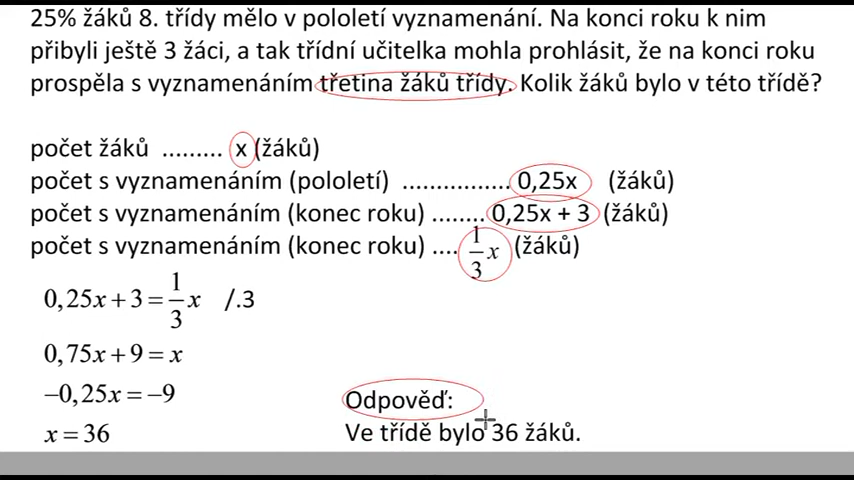 25% žáků 8. třídy mělo v pololetí vyznamenání. Na konci roku k nim
přibyli ještě 3 žáci, a tak třídní učitelka mohla prohlásit, že na konci roku
prospěla s vyznamenáním třetina žáků třídy. Kolik žáků bylo v této třídě?
počet žáků ......... x (žáků)
počet s vyznamenáním (pololetí) ................. 0,25x (žáků)
počet s vyznamenáním (konec roku) ........ 0,25x + 3 (žáků)
počet s vyznamenáním (konec roku) .... 1/3 x (žáků)
0,25x + 3 = 1/3 x /.3
0,75x + 9 = x
−0,25x = −9
x = 36
Odpověď:
Ve třídě bylo 36 žáků.